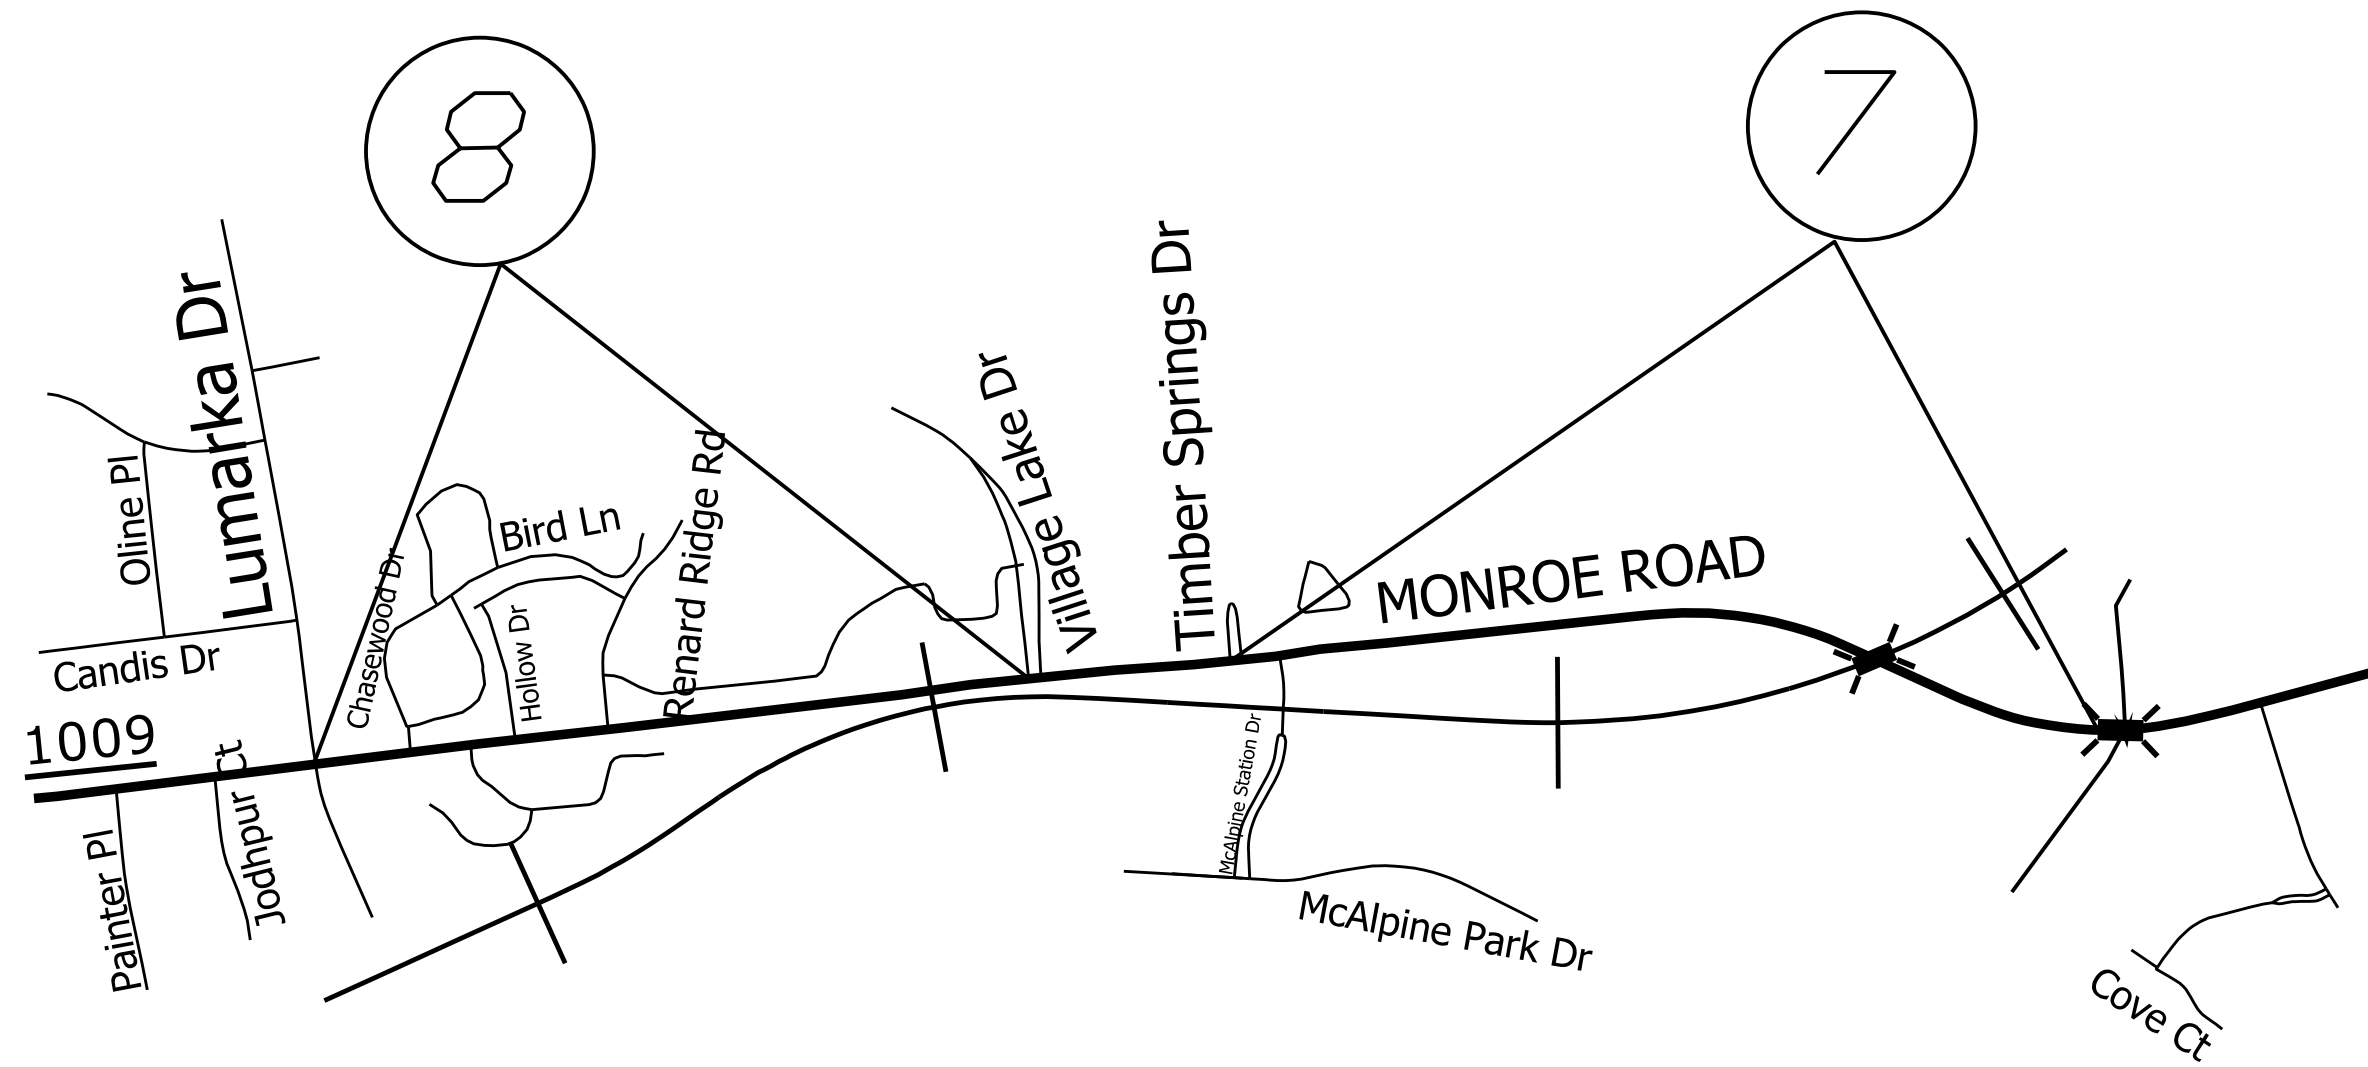 8
7
Lumarka Dr
Oline Pl
Candis Dr
1009
Chasewood Dr
Bird Ln
Hollow Dr
Renard Ridge Rd
Village Lake Dr
Timber Springs Dr
MONROE ROAD
Painter Pl
Jodhpur Ct
McAlpine Station Dr
McAlpine Park Dr
Cove Ct